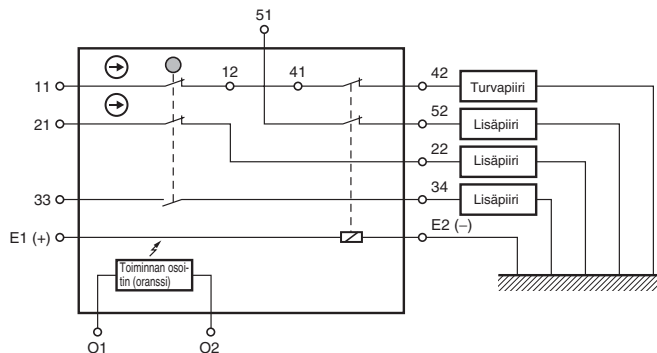 51
11
12
41
42
Turvapiiri
21
52
Lisäpiiri
22
Lisäpiiri
33
34
Lisäpiiri
E1 (+)
E2 (–)
Toiminnan osoi-
tin (oranssi)
O1
O2